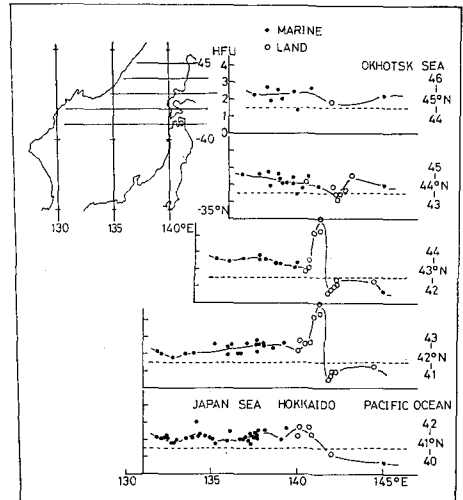 • MARINE
○ LAND
HFU
45
-40
-35°N
130 135 140°E
4
3
2
1
0
OKHOTSK SEA
46
45°N
44
45
44°N
43
44
43°N
42
43
42°N
41
JAPAN SEA HOKKAIDO PACIFIC OCEAN
42
41°N
40
130 135 140 145°E